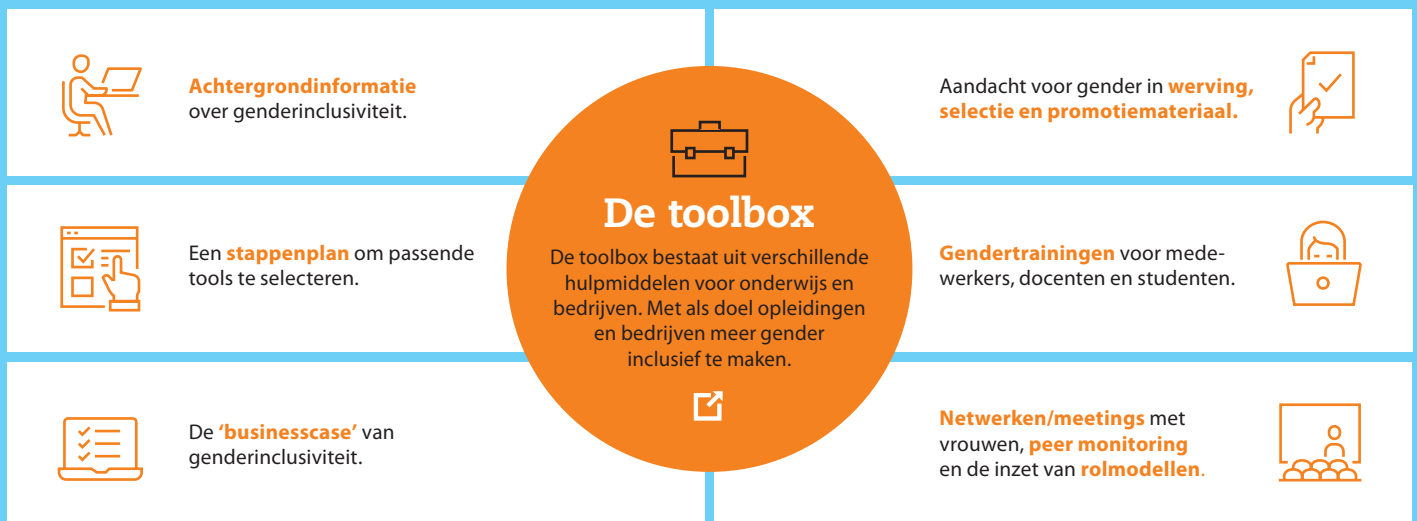 Achtergrondinformatie
over genderinclusiviteit.
Een stappenplan om passende
tools te selecteren.
De ‘businesscase’ van
genderinclusiviteit.
De toolbox
De toolbox bestaat uit verschillende
hulpmiddelen voor onderwijs en
bedrijven. Met als doel opleidingen
en bedrijven meer gender
inclusief te maken.
Aandacht voor gender in werving,
selectie en promotiemateriaal.
Gendertrainingen voor mede-
werkers, docenten en studenten.
Netwerken/meetings met
vrouwen, peer monitoring
en de inzet van rolmodellen.